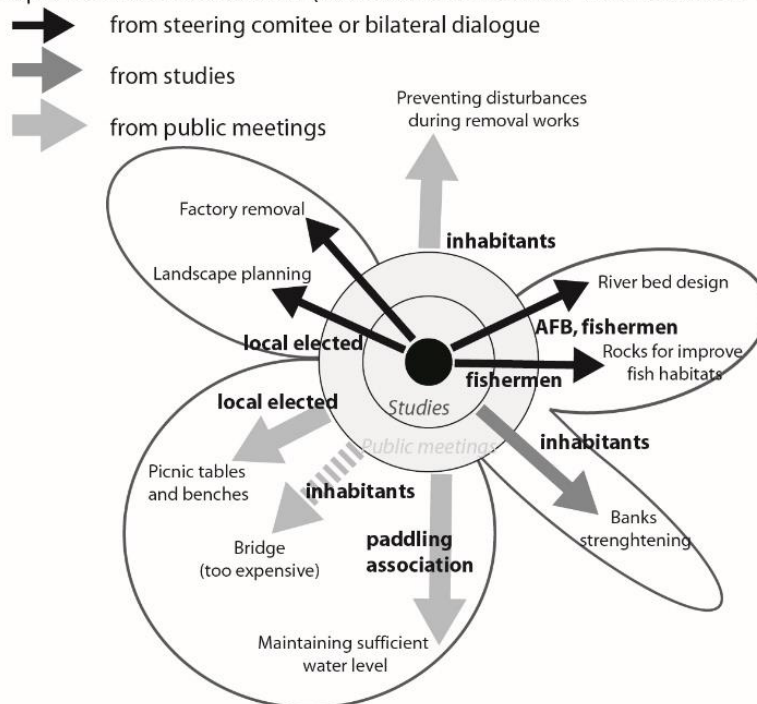 from steering comitee or bilateral dialogue
from studies
from public meetings
Preventing disturbances
during removal works
Factory removal
inhabitants
Landscape planning
River bed design
local elected
AFB, fishermen
Rocks for improve
fish habitats
fishermen
local elected
Studies
Public meetings
inhabitants
Picnic tables
and benches
inhabitants
Banks
strenghtening
Bridge
(too expensive)
paddling
association
Maintaining sufficient
water level